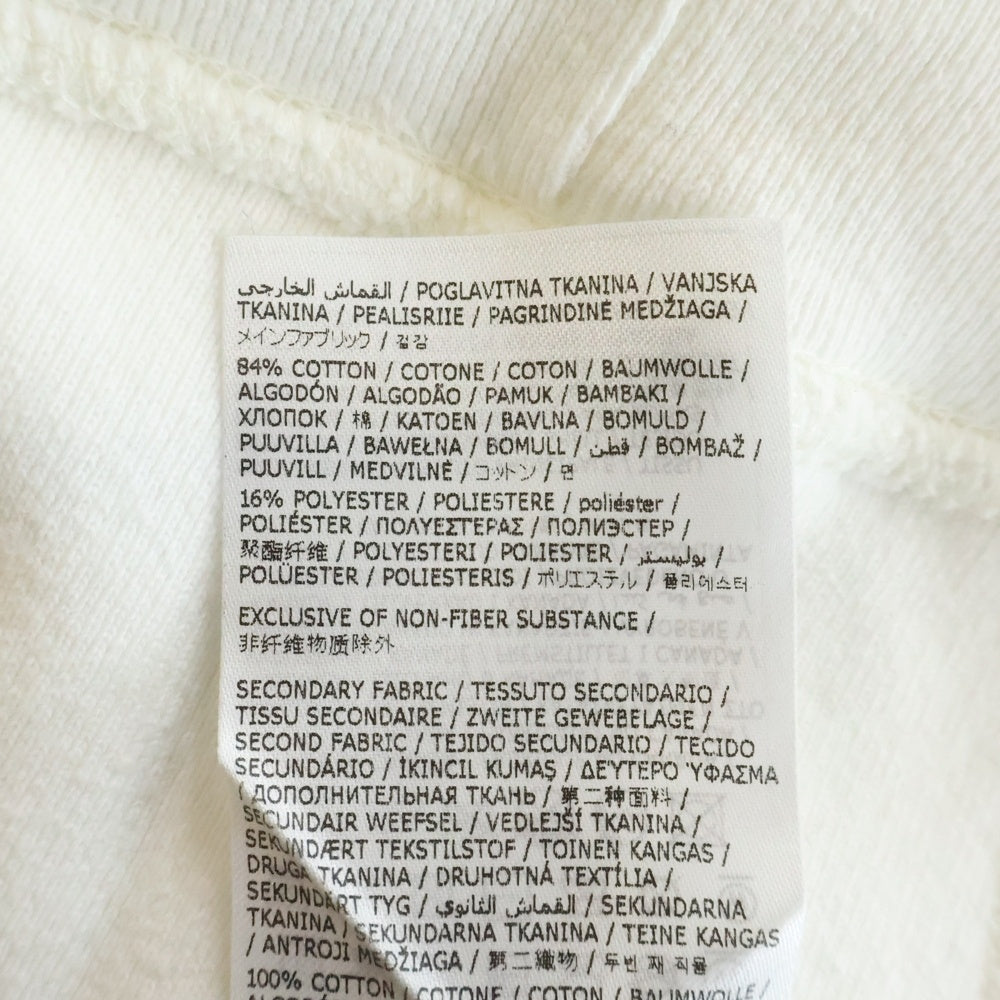 القماش الخارجي / POGLAVITNA TKANINA / VANJSKA
TKANINA / PEALISRIIE / PAGRINDINĖ MEDŽIAGA /
メインファブリック / 겉감
84% COTTON / COTONE / COTON / BAUMWOLLE /
ALGODÓN / ALGODÃO / PAMUK / BAMBAKI /
ХЛОПОК / 棉 / KATOEN / BAVLNA / BOMULD /
PUUVILLA / BAWEŁNA / BOMULL / قطن / BOMBAŽ /
PUUVILL / MEDVILNĖ / コットン / 면
16% POLYESTER / POLIESTERE / poliéster /
POLIÉSTER / ΠΟΛΥΕΣΤΕΡΑΣ / ПОЛИЭСТЕР /
聚酯纤维 / POLYESTERI / POLIESTER / بوليستر /
POLÜESTER / POLIESTERIS / ポリエステル / 폴리에스터
EXCLUSIVE OF NON-FIBER SUBSTANCE /
非纤维物质除外
SECONDARY FABRIC / TESSUTO SECONDARIO /
TISSU SECONDAIRE / ZWEITE GEWEBELAGE /
SECOND FABRIC / TEJIDO SECUNDARIO / TECIDO
SECUNDÁRIO / İKINCIL KUMAŞ / ΔΕΎΤΕΡΟ ΎΦΑΣΜΑ
/ ДОПОЛНИТЕЛЬНАЯ ТКАНЬ / 第二种面料 /
SECUNDAIR WEEFSEL / VEDLEJŠÍ TKANINA /
SEKUNDÆRT TEKSTILSTOF / TOINEN KANGAS /
DRUGA TKANINA / DRUHOTNÁ TEXTÍLIA /
SEKUNDÄRT TYG / القماش الثانوي / SEKUNDARNA
TKANINA / SEKUNDARNA TKANINA / TEINE KANGAS
/ ANTROJI MEDŽIAGA / 第二織物 / 두번 째 직물
100% COTTON / COTONE / COTON / BAUMWOLLE /